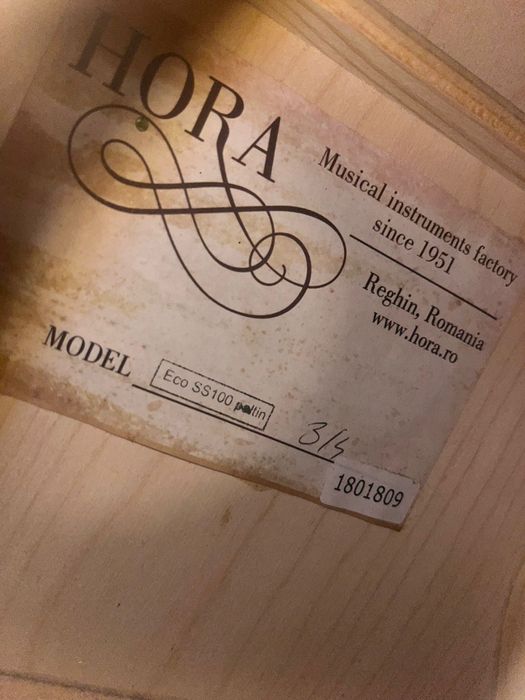 HORA
Musical instruments factory
since 1951
Reghin, Romania
www.hora.ro
MODEL
Eco SS100 paltin
3/4
1801809